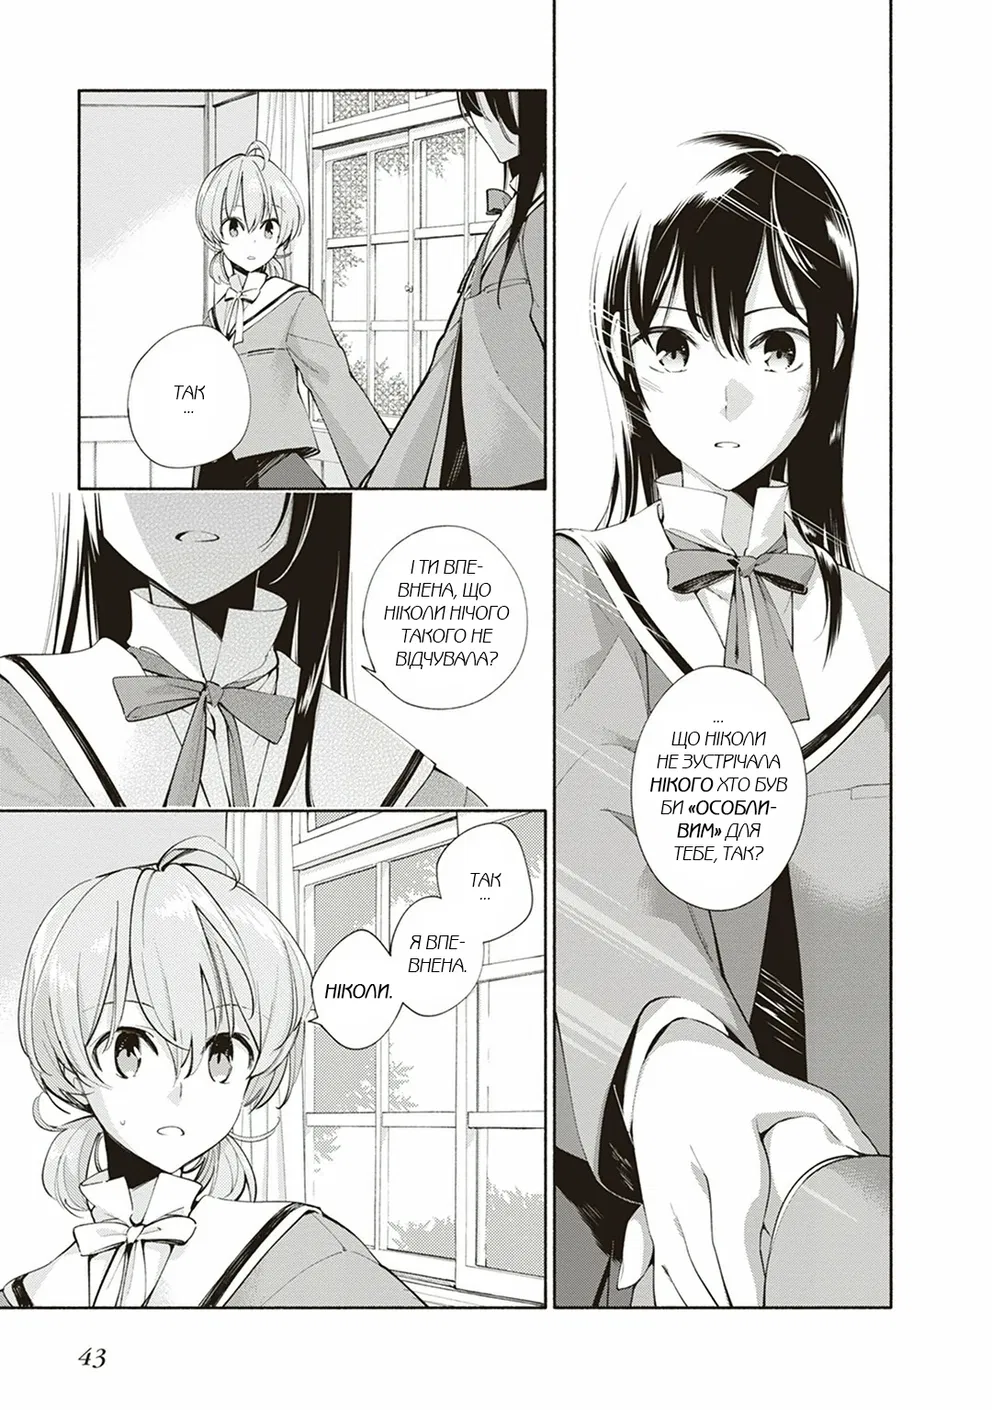 ...
ЩО НІКОЛИ
НЕ ЗУСТРІЧАЛА
НІКОГО ХТО БУВ
БИ «ОСОБЛИ-
ВИМ» ДЛЯ
ТЕБЕ, ТАК?
ТАК
...
І ТИ ВПЕ-
ВНЕНА, ЩО
НІКОЛИ НІЧОГО
ТАКОГО НЕ
ВІДЧУВАЛА?
ТАК
...
Я ВПЕ-
ВНЕНА.
НІКОЛИ.
43